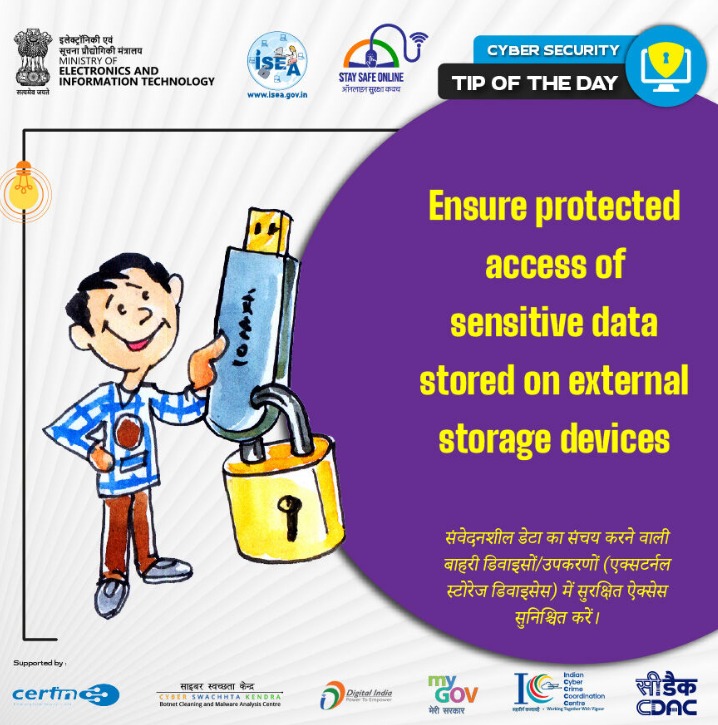 इलेक्ट्रॉनिकी एवं
सूचना प्रौद्योगिकी मंत्रालय
MINISTRY OF
ELECTRONICS AND
INFORMATION TECHNOLOGY
सत्यमेव जयते
ISEA
www.isea.gov.in
STAY SAFE ONLINE
ऑनलाइन सुरक्षा कवच
CYBER SECURITY
TIP OF THE DAY
Ensure protected
access of
sensitive data
stored on external
storage devices
संवेदनशील डेटा का संचय करने वाली
बाहरी डिवाइसों/उपकरणों (एक्सटर्नल
स्टोरेज डिवाइसेस) में सुरक्षित ऐक्सेस
सुनिश्चित करें।
Supported by :
साइबर स्वच्छता केन्द्र
CYBER SWACHHTA KENDRA
Botnet Cleaning and Malware Analysis Centre
Digital India
Power To Empower
my
GOV
मेरी सरकार
Indian
Cyber
Crime
Coordination
Centre
Working Together With Vigour
सीडैक
CDAC